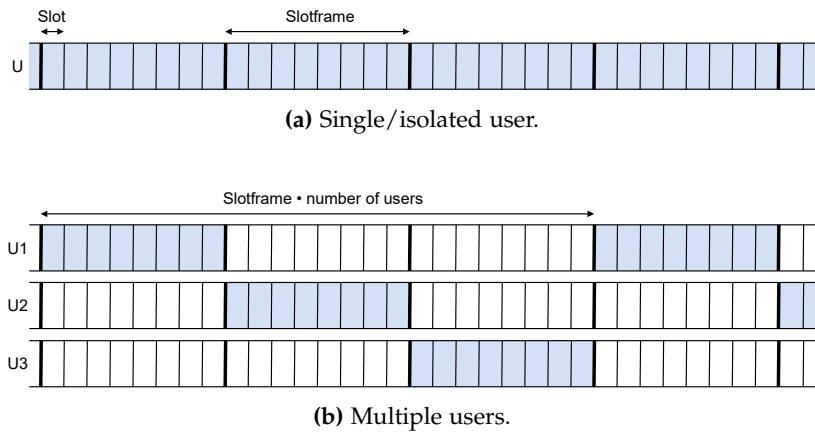 Slot
Slotframe
U
(a) Single/isolated user.
Slotframe • number of users
U1
U2
U3
(b) Multiple users.